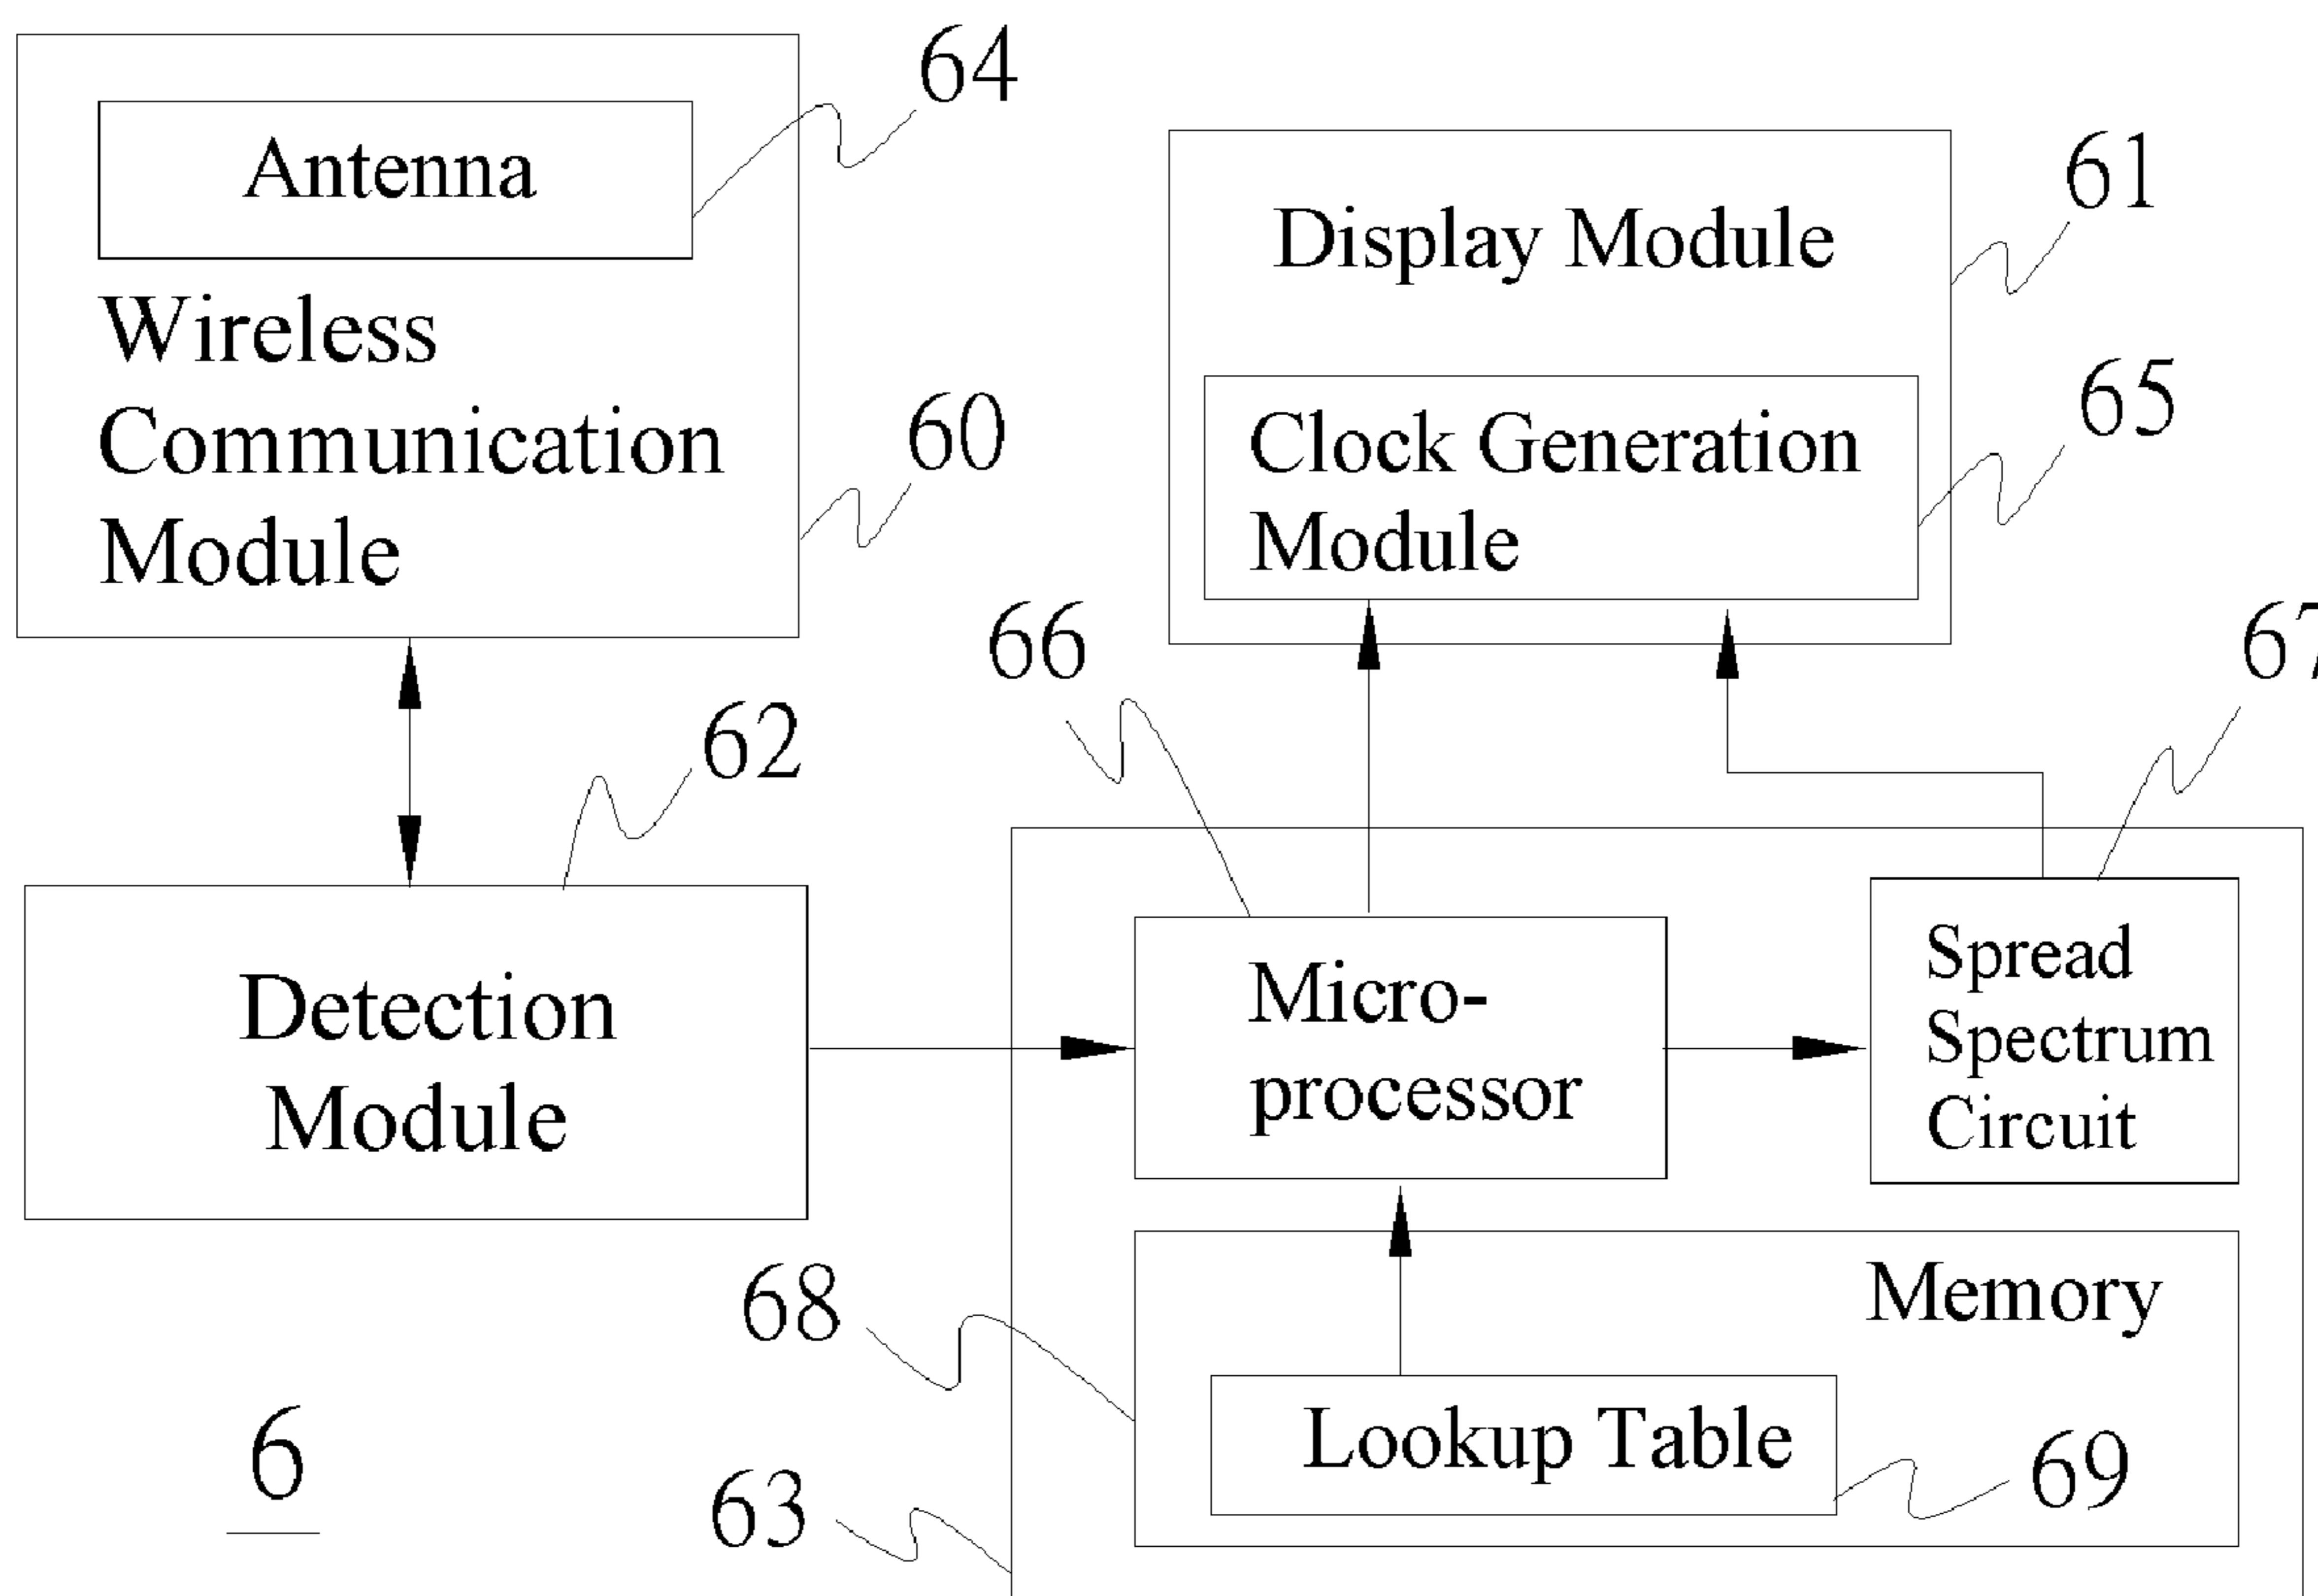 64
Antenna
Wireless
Communication
Module
60
61
Display Module
65
Clock Generation
Module
66
67
62
Detection
Module
Micro-
processor
Spread
Spectrum
Circuit
68
Memory
Lookup Table
69
63
6